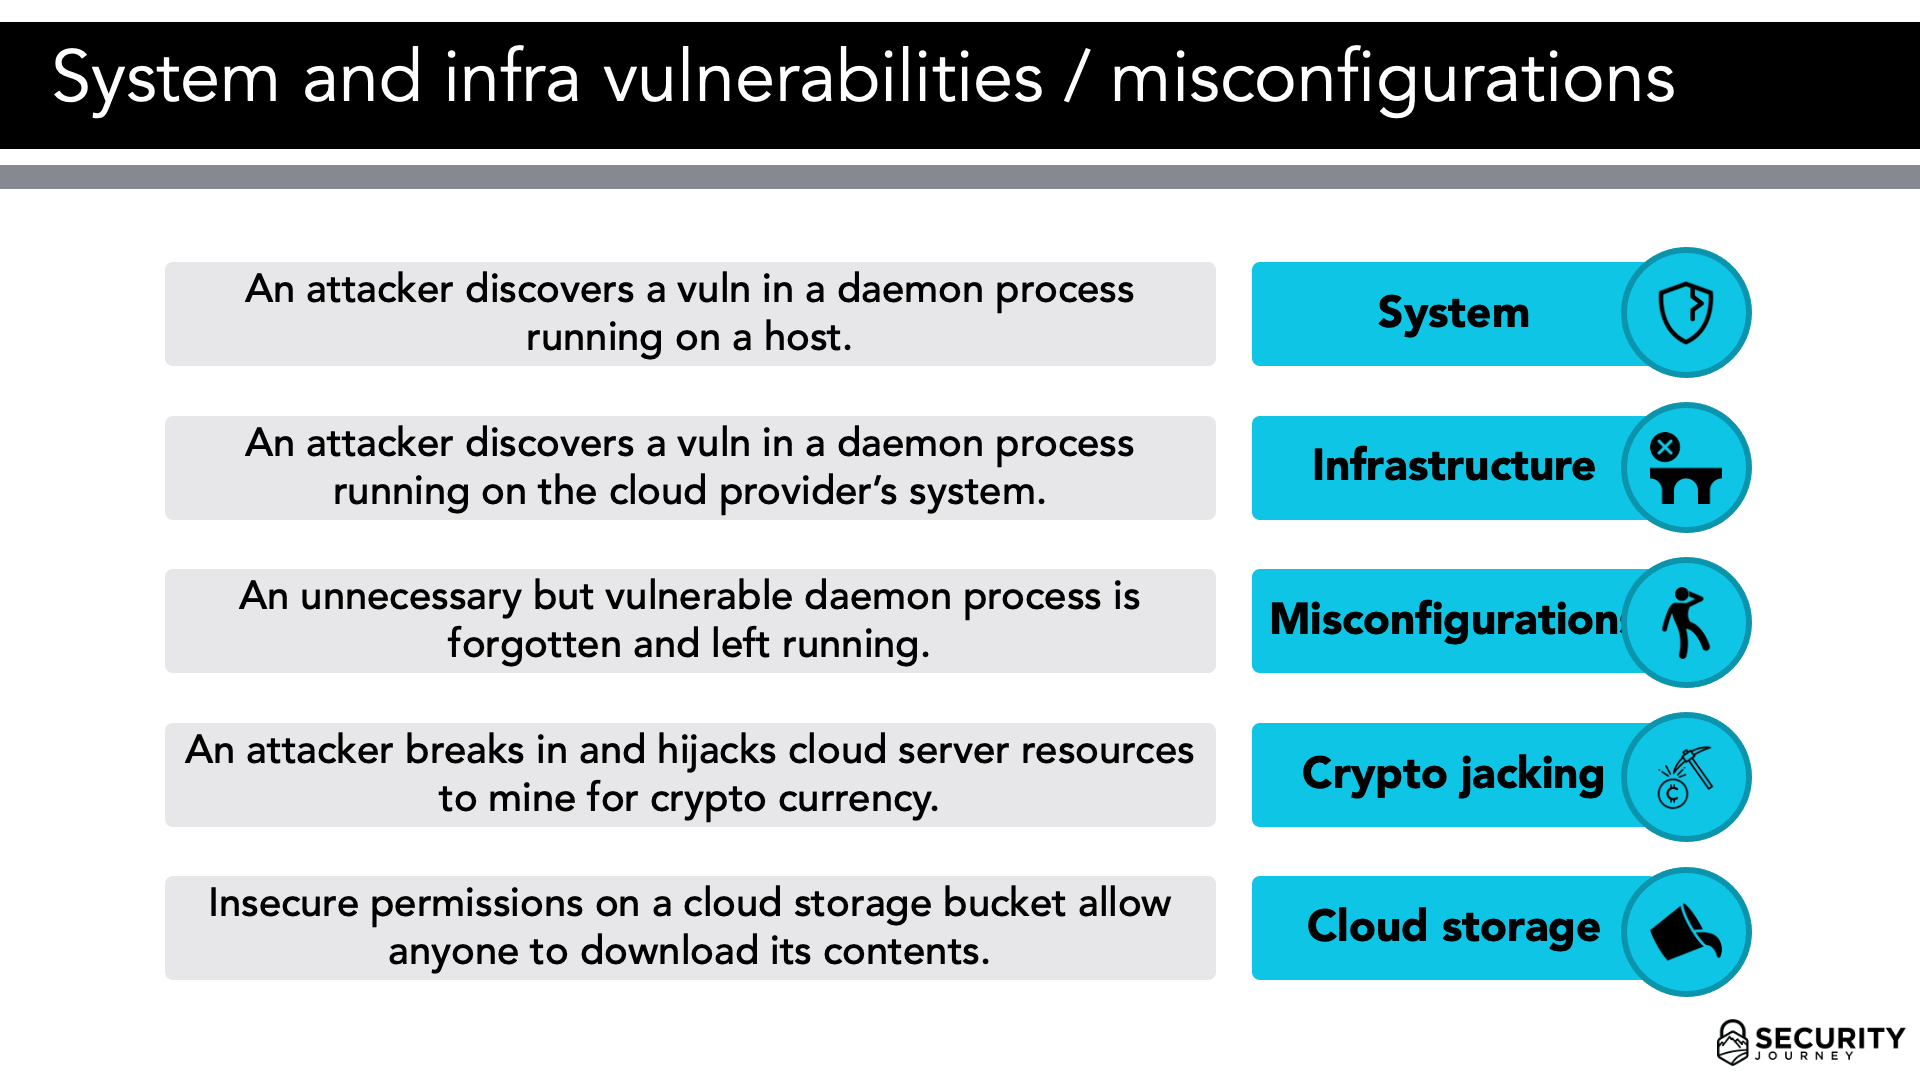 System and infra vulnerabilities / misconfigurations
An attacker discovers a vuln in a daemon process
running on a host.
System
An attacker discovers a vuln in a daemon process
running on the cloud provider’s system.
Infrastructure
An unnecessary but vulnerable daemon process is
forgotten and left running.
Misconfigurations
An attacker breaks in and hijacks cloud server resources
to mine for crypto currency.
Crypto jacking
Insecure permissions on a cloud storage bucket allow
anyone to download its contents.
Cloud storage
SECURITY
JOURNEY